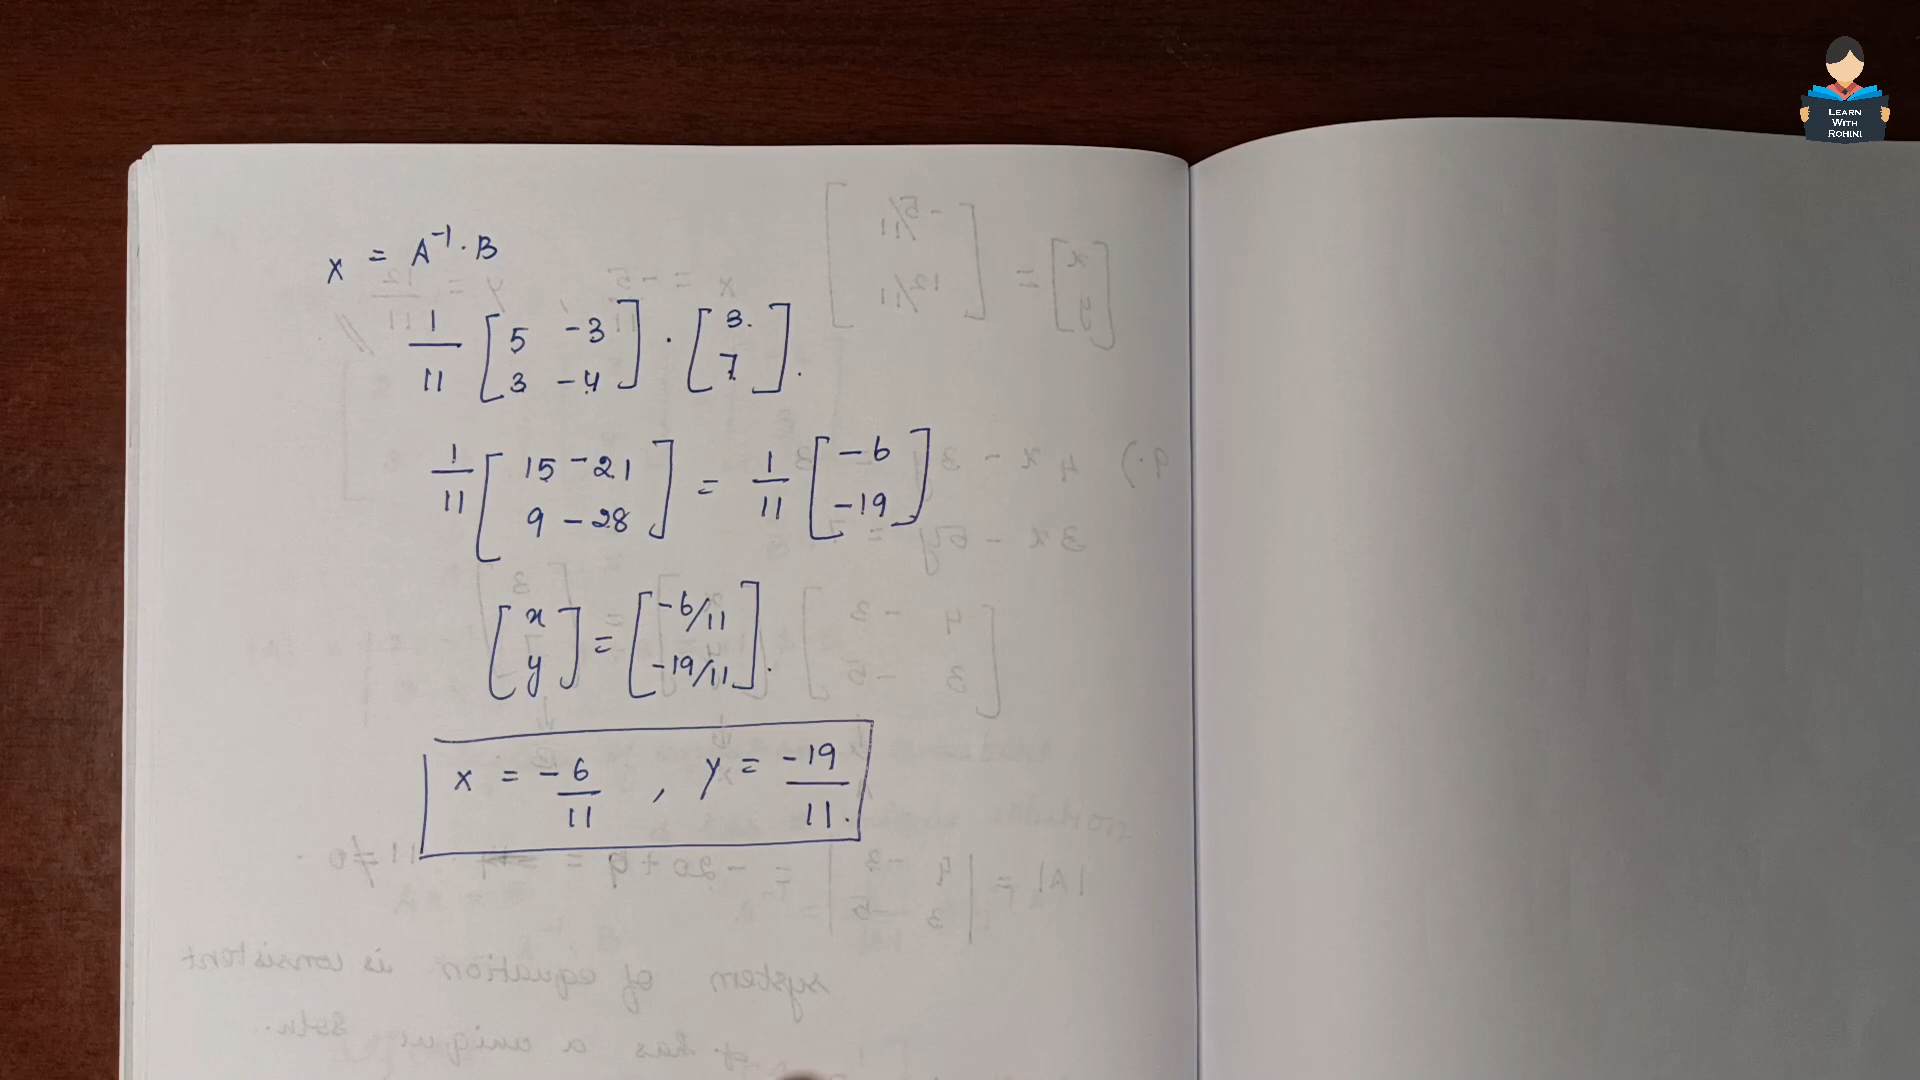 LEARN
WITH
ROHINI
X = A⁻¹ · B
1/11 [5 -3; 3 -4] · [3; 7].
1/11 [15 - 21; 9 - 28] = 1/11 [-6; -19]
[x; y] = [-6/11; -19/11].
x = -6/11 , y = -19/11.